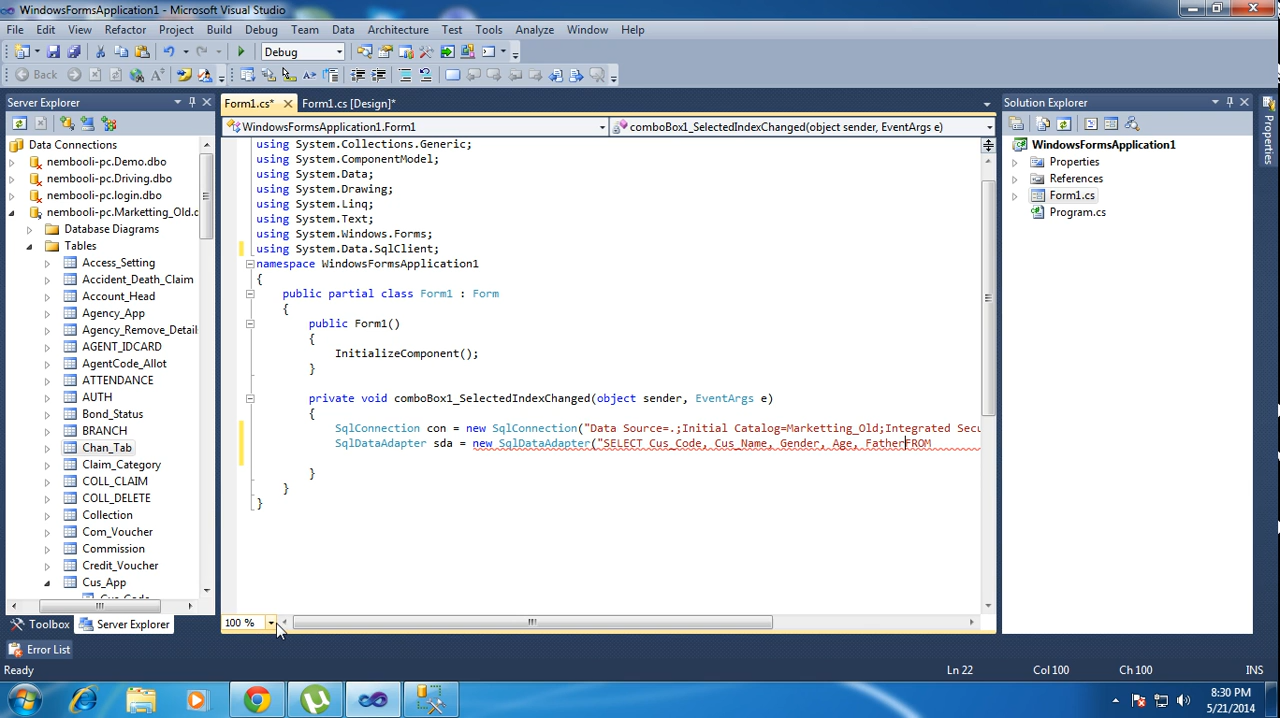 WindowsFormsApplication1 - Microsoft Visual Studio
File Edit View Refactor Project Build Debug Team Data Architecture Test Tools Analyze Window Help
Debug
Back
Server Explorer
Data Connections
nembooli-pc.Demo.dbo
nembooli-pc.Driving.dbo
nembooli-pc.login.dbo
nembooli-pc.Marketting_Old.d
Database Diagrams
Tables
Access_Setting
Accident_Death_Claim
Account_Head
Agency_App
Agency_Remove_Detail
AGENT_IDCARD
AgentCode_Allot
ATTENDANCE
AUTH
Bond_Status
BRANCH
Chan_Tab
Claim_Category
COLL_CLAIM
COLL_DELETE
Collection
Com_Voucher
Commission
Credit_Voucher
Cus_App
Cus_Code
Toolbox Server Explorer
Form1.cs* Form1.cs [Design]*
WindowsFormsApplication1.Form1 comboBox1_SelectedIndexChanged(object sender, EventArgs e)
using System.Collections.Generic;
using System.ComponentModel;
using System.Data;
using System.Drawing;
using System.Linq;
using System.Text;
using System.Windows.Forms;
using System.Data.SqlClient;
namespace WindowsFormsApplication1
{
public partial class Form1 : Form
{
public Form1()
{
InitializeComponent();
}
private void comboBox1_SelectedIndexChanged(object sender, EventArgs e)
{
SqlConnection con = new SqlConnection("Data Source=.;Initial Catalog=Marketting_Old;Integrated Secu
SqlDataAdapter sda = new SqlDataAdapter("SELECT Cus_Code, Cus_Name, Gender, Age, FatherFROM
}
}
}
100 %
Solution Explorer
WindowsFormsApplication1
Properties
References
Form1.cs
Program.cs
Properties
Error List
Ready Ln 22 Col 100 Ch 100 INS
8:30 PM
5/21/2014